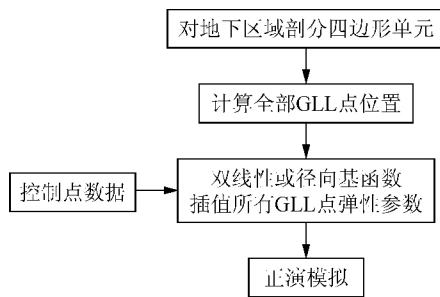 对地下区域剖分四边形单元
计算全部GLL点位置
控制点数据
双线性或径向基函数
插值所有GLL点弹性参数
正演模拟